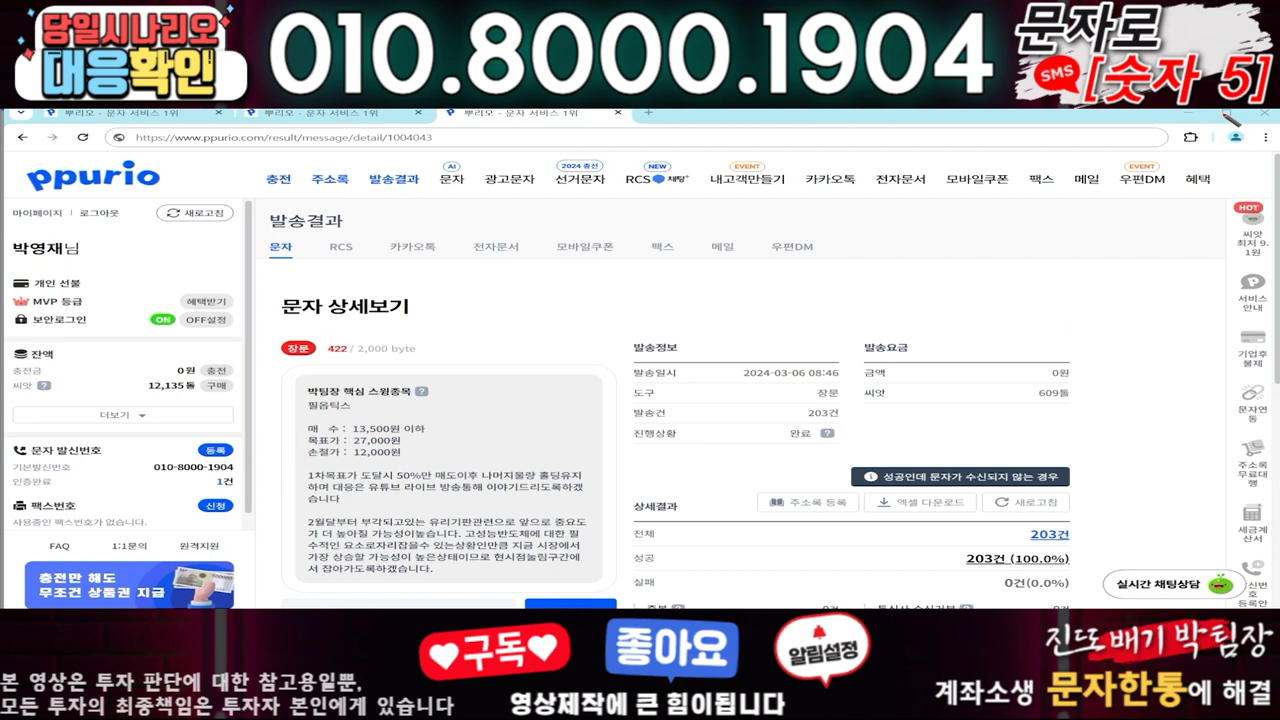 당일시나리오
대응확인
010.8000.1904
문자로
SMS
[숫자 5]
뿌리오 - 문자 서비스 1위
뿌리오 - 문자 서비스 1위
뿌리오 - 문자 서비스 1위
https://www.ppurio.com/result/message/detail/1004043
ppurio
충전
주소록
발송결과
AI
문자
광고문자
2024 총선
선거문자
NEW
RCS 채팅+
EVENT
내고객만들기
카카오톡
전자문서
모바일쿠폰
팩스
메일
EVENT
우편DM
혜택
마이페이지 | 로그아웃
새로고침
박영재님
개인 선불
MVP 등급
혜택받기
보안로그인
ON
OFF설정
잔액
충전금
0원
충전
씨앗 ?
12,135톨
구매
더보기
문자 발신번호
등록
기본발신번호
010-8000-1904
인증완료
1건
팩스번호
신청
사용중인 팩스번호가 없습니다.
FAQ
1:1문의
원격지원
충전만 해도
무조건 상품권 지급
발송결과
문자
RCS
카카오톡
전자문서
모바일쿠폰
팩스
메일
우편DM
문자 상세보기
장문
422 / 2,000 byte
박팀장 핵심 스윙종목 ?
필옵틱스
매 수 : 13,500원 이하
목표가 : 27,000원
손절가 : 12,000원
1차목표가 도달시 50%만 매도이후 나머지물량 홀딩유지
하며 대응은 유튜브 라이브 방송통해 이야기드리도록하겠
습니다
2월달부터 부각되고있는 유리기판관련으로 앞으로 중요도
가 더 높아질 가능성이높습니다. 고성능반도체에 대한 필
수적인 요소로자리잡을수 있는상황인만큼 지금 시장에서
가장 상승할 가능성이 높은상태이므로 현시점눌림구간에
서 잡아가도록하겠습니다.
발송정보
발송일시
2024-03-06 08:46
도구
장문
발송건
203건
진행상황
완료 ?
발송요금
금액
0원
씨앗
609톨
성공인데 문자가 수신되지 않는 경우
상세결과
주소록 등록
엑셀 다운로드
새로고침
전체
203건
성공
203건 (100.0%)
실패
0건(0.0%)
HOT
씨앗
최저 9.
1원
서비스
안내
기업후
불제
문자연
동
주소록
무료대
행
세금계
산서
발신번
호
등록안
실시간 채팅상담
구독
좋아요
알림설정
영상제작에 큰 힘이됩니다
본 영상은 투자 판단에 대한 참고용일뿐,
모든 투자의 최종책임은 투자자 본인에게 있습니다
진또배기 박팀장
계좌소생 문자한통에 해결